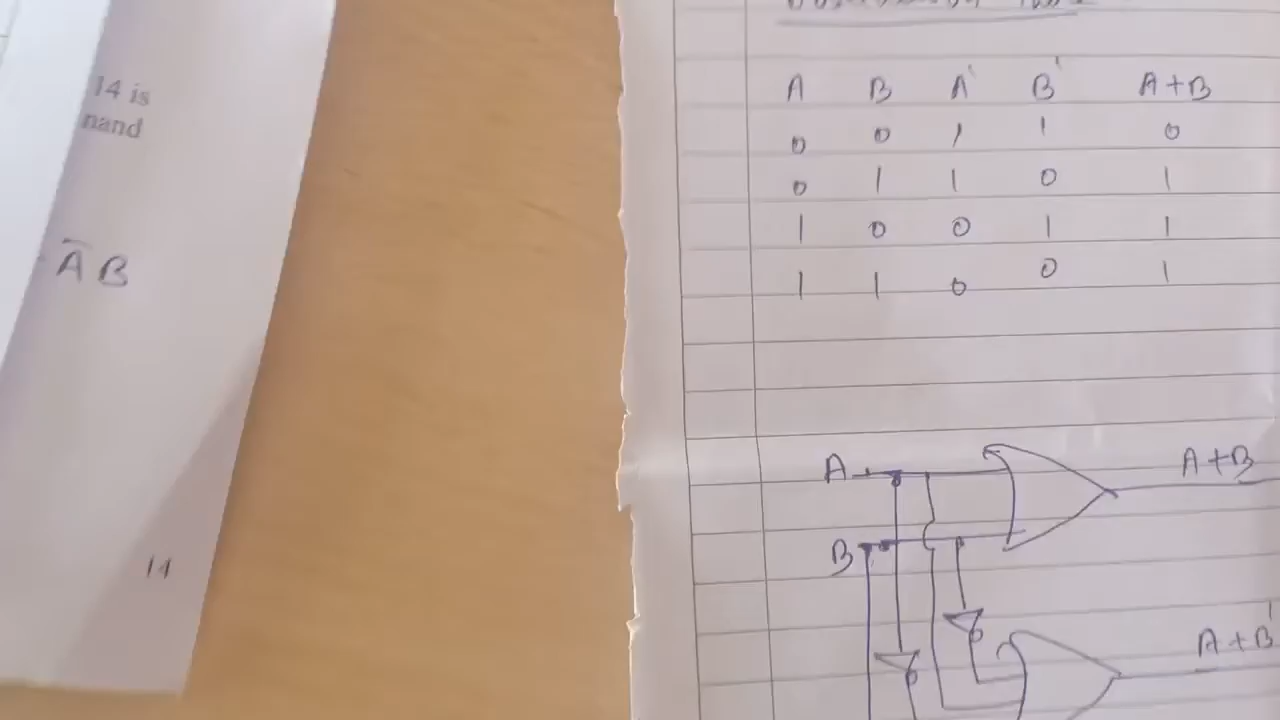 14 is
nand
A̅ B
14
A B A' B' A+B
0 0 1 1 0
0 1 1 0 1
1 0 0 1 1
1 1 0 0 1
A A+B
B
A+B'